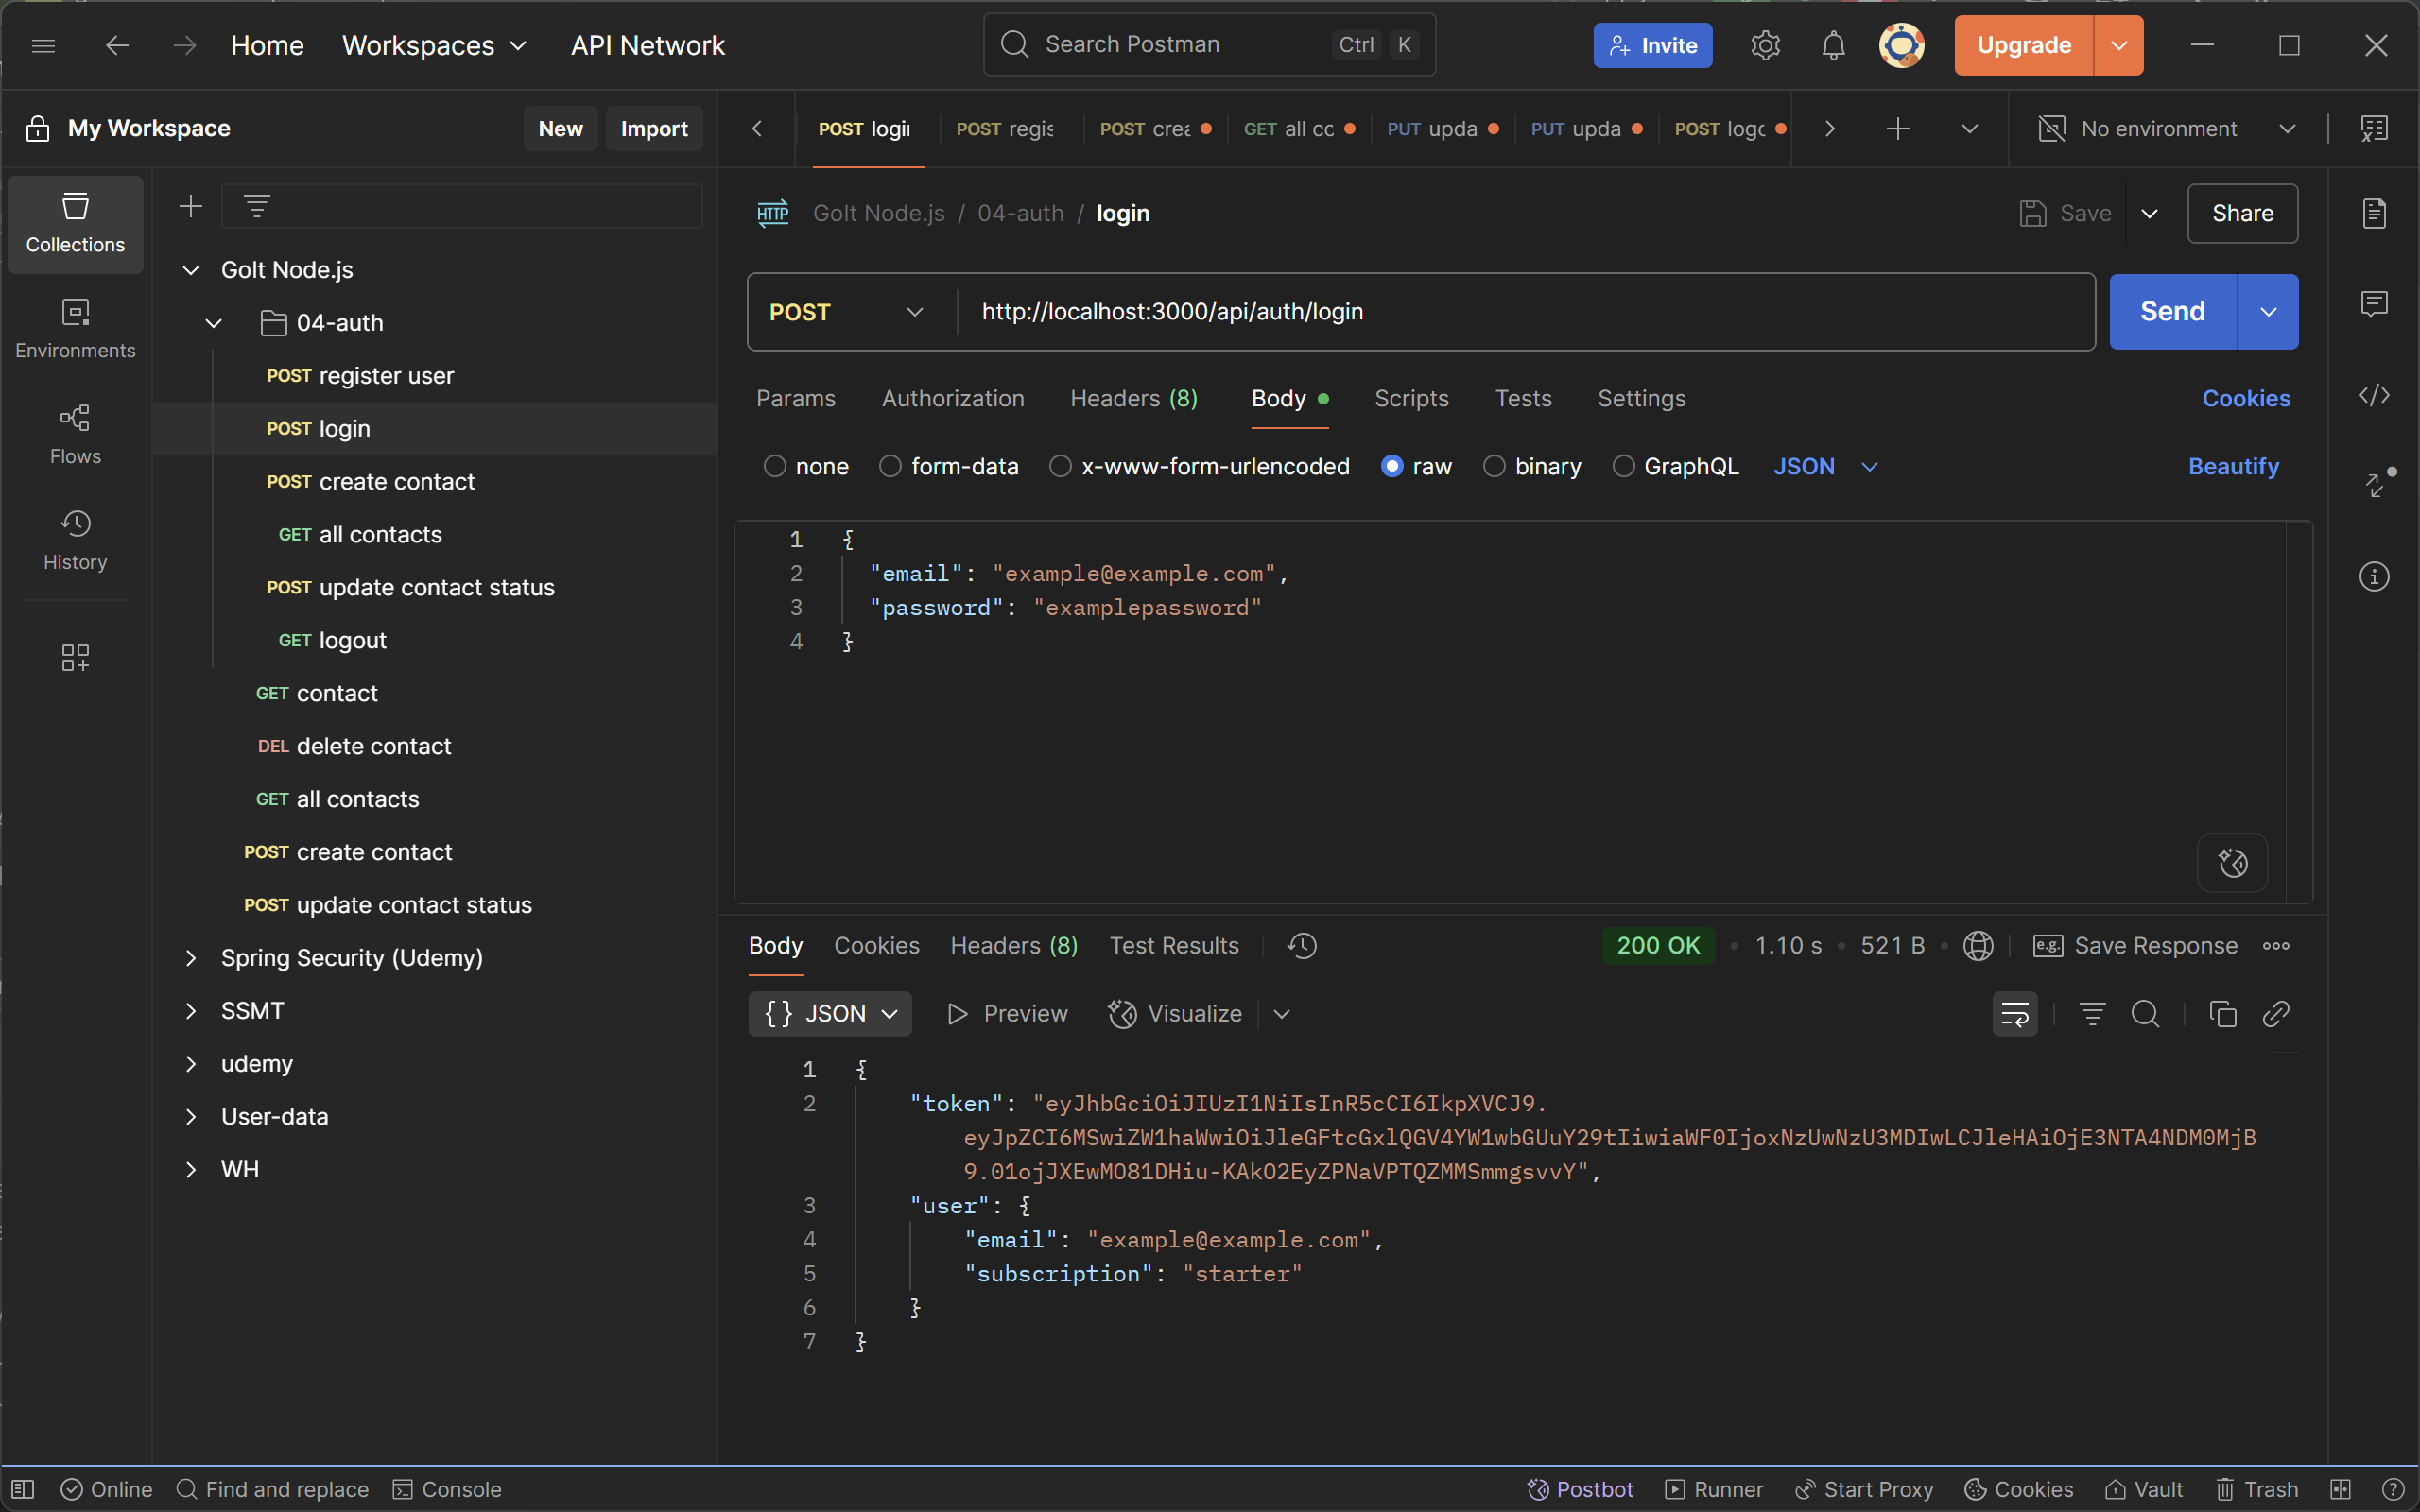 Home Workspaces API Network Search Postman Ctrl K Invite Upgrade
My Workspace New Import
POST logi POST regis POST crea GET all co PUT upda PUT upda POST logo No environment
Collections
Environments
Flows
History
GoIt Node.js
04-auth
POST register user
POST login
POST create contact
GET all contacts
POST update contact status
GET logout
GET contact
DEL delete contact
GET all contacts
POST create contact
POST update contact status
Spring Security (Udemy)
SSMT
udemy
User-data
WH
HTTP GoIt Node.js / 04-auth / login Save Share
POST http://localhost:3000/api/auth/login Send
Params Authorization Headers (8) Body Scripts Tests Settings Cookies
none form-data x-www-form-urlencoded raw binary GraphQL JSON Beautify
1 {
2 "email": "example@example.com",
3 "password": "examplepassword"
4 }
Body Cookies Headers (8) Test Results 200 OK • 1.10 s • 521 B • e.g. Save Response
{} JSON Preview Visualize
1 {
2 "token": "eyJhbGciOiJIUzI1NiIsInR5cCI6IkpXVCJ9.
eyJpZCI6MSwiZW1haWwiOiJleGFtcGxlQGV4YW1wbGUuY29tIiwiaWF0IjoxNzUwNzU3MDIwLCJleHAiOjE3NTA4NDM0MjB
9.01ojJXEwMO81DHiu-KAkO2EyZPNaVPTQZMMSmmgsvvY",
3 "user": {
4 "email": "example@example.com",
5 "subscription": "starter"
6 }
7 }
Online Find and replace Console Postbot Runner Start Proxy Cookies Vault Trash